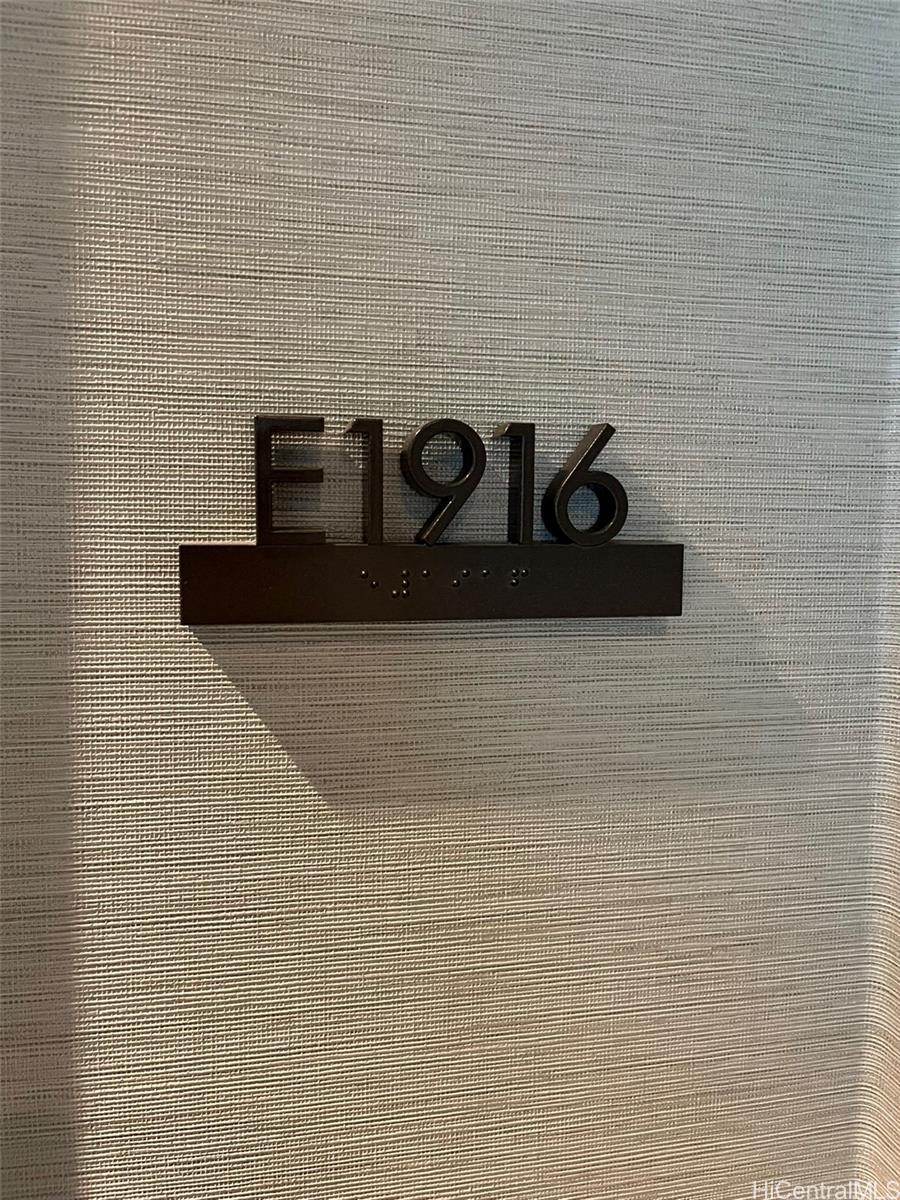 E1916
⠑⠼⠁⠊⠁⠋
HiCentralMLS